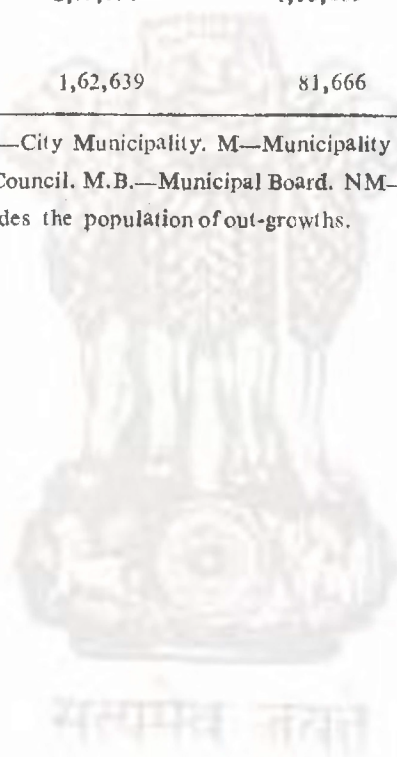 1,62,639 81,666
—City Municipality. M—Municipality
Council. M.B.—Municipal Board. NM—
des the population of out-growths.
सत्यमेव जयते